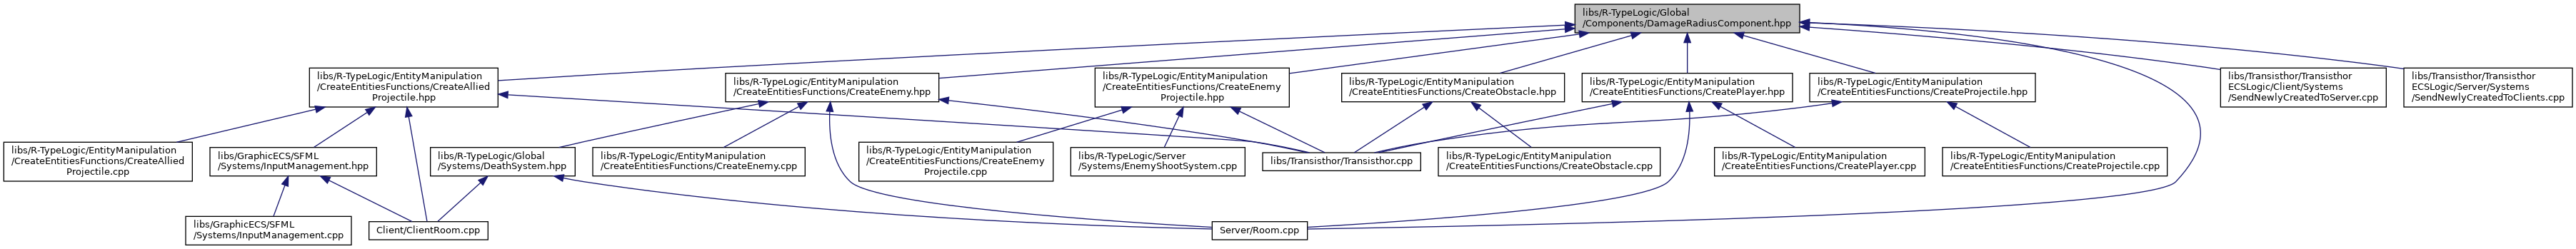 libs/R-TypeLogic/Global
/Components/DamageRadiusComponent.hpp
libs/R-TypeLogic/EntityManipulation
/CreateEntitiesFunctions/CreateAllied
Projectile.hpp
libs/R-TypeLogic/EntityManipulation
/CreateEntitiesFunctions/CreateEnemy.hpp
libs/R-TypeLogic/EntityManipulation
/CreateEntitiesFunctions/CreateEnemy
Projectile.hpp
libs/R-TypeLogic/EntityManipulation
/CreateEntitiesFunctions/CreateObstacle.hpp
libs/R-TypeLogic/EntityManipulation
/CreateEntitiesFunctions/CreatePlayer.hpp
libs/R-TypeLogic/EntityManipulation
/CreateEntitiesFunctions/CreateProjectile.hpp
libs/Transisthor/Transisthor
ECSLogic/Client/Systems
/SendNewlyCreatedToServer.cpp
libs/Transisthor/Transisthor
ECSLogic/Server/Systems
/SendNewlyCreatedToClients.cpp
libs/R-TypeLogic/EntityManipulation
/CreateEntitiesFunctions/CreateAllied
Projectile.cpp
libs/GraphicECS/SFML
/Systems/InputManagement.hpp
libs/R-TypeLogic/Global
/Systems/DeathSystem.hpp
libs/R-TypeLogic/EntityManipulation
/CreateEntitiesFunctions/CreateEnemy.cpp
libs/R-TypeLogic/EntityManipulation
/CreateEntitiesFunctions/CreateEnemy
Projectile.cpp
libs/R-TypeLogic/Server
/Systems/EnemyShootSystem.cpp
libs/Transisthor/Transisthor.cpp
libs/R-TypeLogic/EntityManipulation
/CreateEntitiesFunctions/CreateObstacle.cpp
libs/R-TypeLogic/EntityManipulation
/CreateEntitiesFunctions/CreatePlayer.cpp
libs/R-TypeLogic/EntityManipulation
/CreateEntitiesFunctions/CreateProjectile.cpp
libs/GraphicECS/SFML
/Systems/InputManagement.cpp
Client/ClientRoom.cpp
Server/Room.cpp